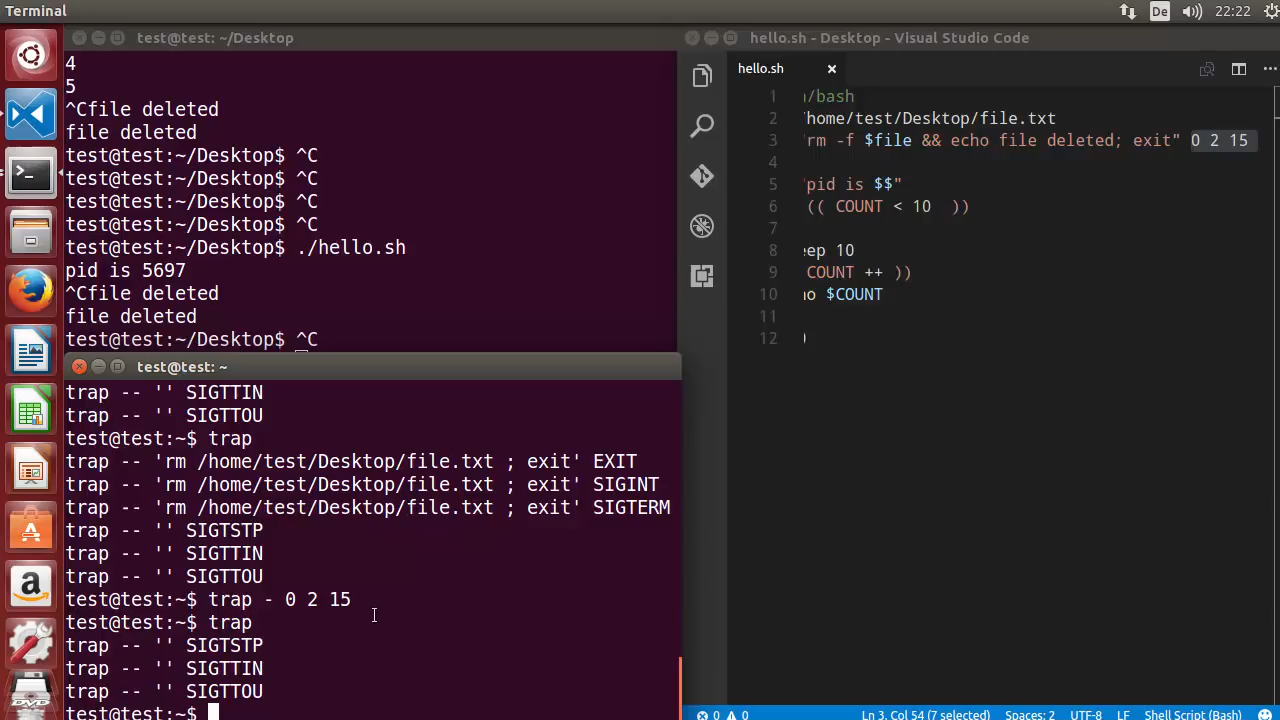 Terminal
De
22:22
test@test: ~/Desktop
4
5
^Cfile deleted
file deleted
test@test:~/Desktop$ ^C
test@test:~/Desktop$ ^C
test@test:~/Desktop$ ^C
test@test:~/Desktop$ ^C
test@test:~/Desktop$ ./hello.sh
pid is 5697
^Cfile deleted
file deleted
test@test:~/Desktop$ ^C
test@test: ~
trap -- '' SIGTTIN
trap -- '' SIGTTOU
test@test:~$ trap
trap -- 'rm /home/test/Desktop/file.txt ; exit' EXIT
trap -- 'rm /home/test/Desktop/file.txt ; exit' SIGINT
trap -- 'rm /home/test/Desktop/file.txt ; exit' SIGTERM
trap -- '' SIGTSTP
trap -- '' SIGTTIN
trap -- '' SIGTTOU
test@test:~$ trap - 0 2 15
test@test:~$ trap
trap -- '' SIGTSTP
trap -- '' SIGTTIN
trap -- '' SIGTTOU
test@test:~$
hello.sh - Desktop - Visual Studio Code
hello.sh
1 /bash
2 /home/test/Desktop/file.txt
3 "rm -f $file && echo file deleted; exit" 0 2 15
4
5 "pid is $$"
6 (( COUNT < 10 ))
7
8 eep 10
9 COUNT ++ ))
10 o $COUNT
11
12
0 0
Ln 3, Col 54 (7 selected) Spaces: 2 UTF-8 LF Shell Script (Bash)